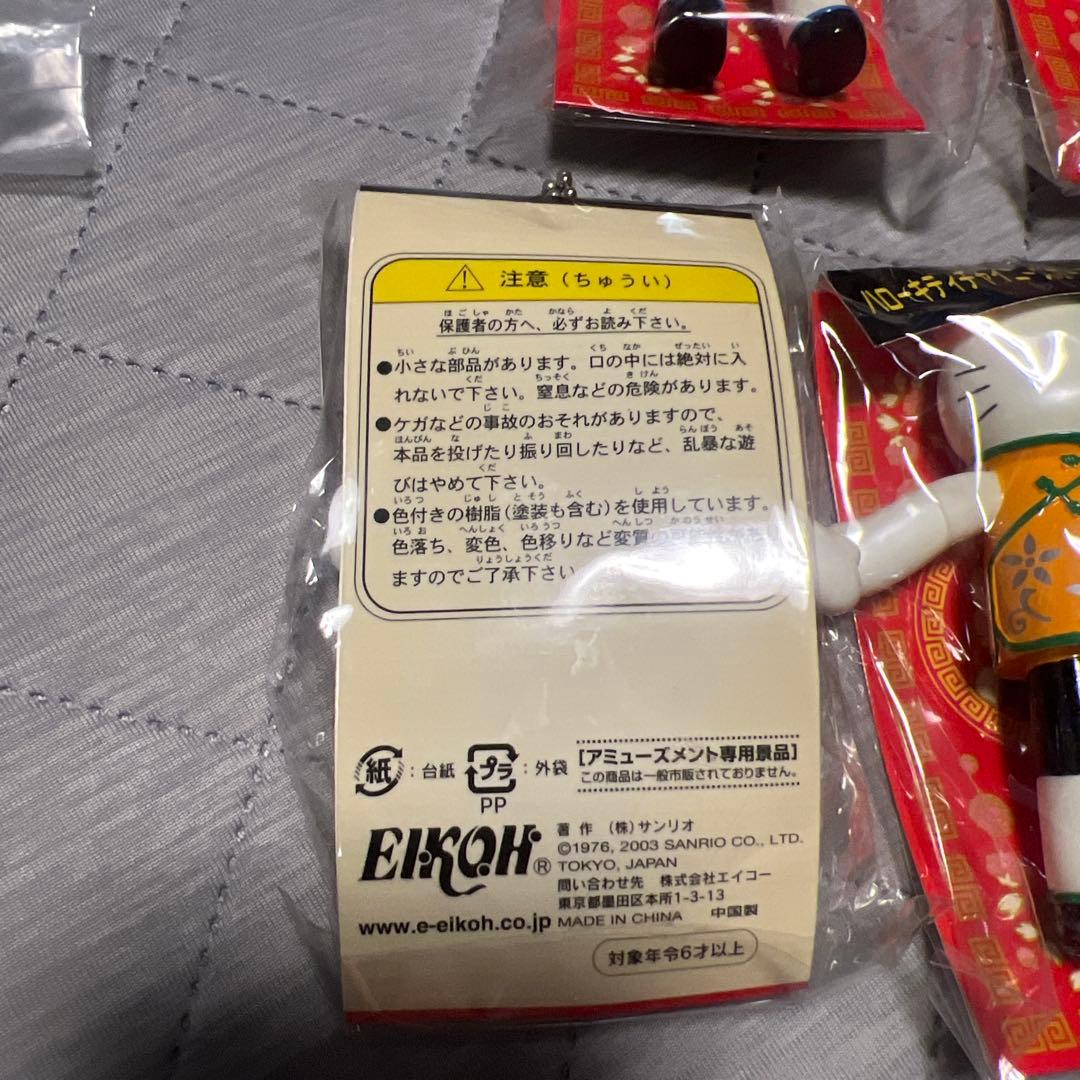 注意(ちゅうい)
保護者の方へ、必ずお読み下さい。
●小さな部品があります。口の中には絶対に入
れないで下さい。窒息などの危険があります。
●ケガなどの事故のおそれがありますので、
本品を投げたり振り回したりなど、乱暴な遊
びはやめて下さい。
●色付きの樹脂(塗装も含む)を使用しています。
色落ち、変色、色移りなど変質の
ますのでご了承下さい
紙:台紙 プラ:外袋
PP
[アミューズメント専用景品]
この商品は一般市販されておりません。
EIKOH®
著作 (株)サンリオ
©1976, 2003 SANRIO CO., LTD.
TOKYO, JAPAN
問い合わせ先 株式会社エイコー
東京都墨田区本所1-3-13
www.e-eikoh.co.jp MADE IN CHINA 中国製
対象年令6才以上
ハローキティチャイニー